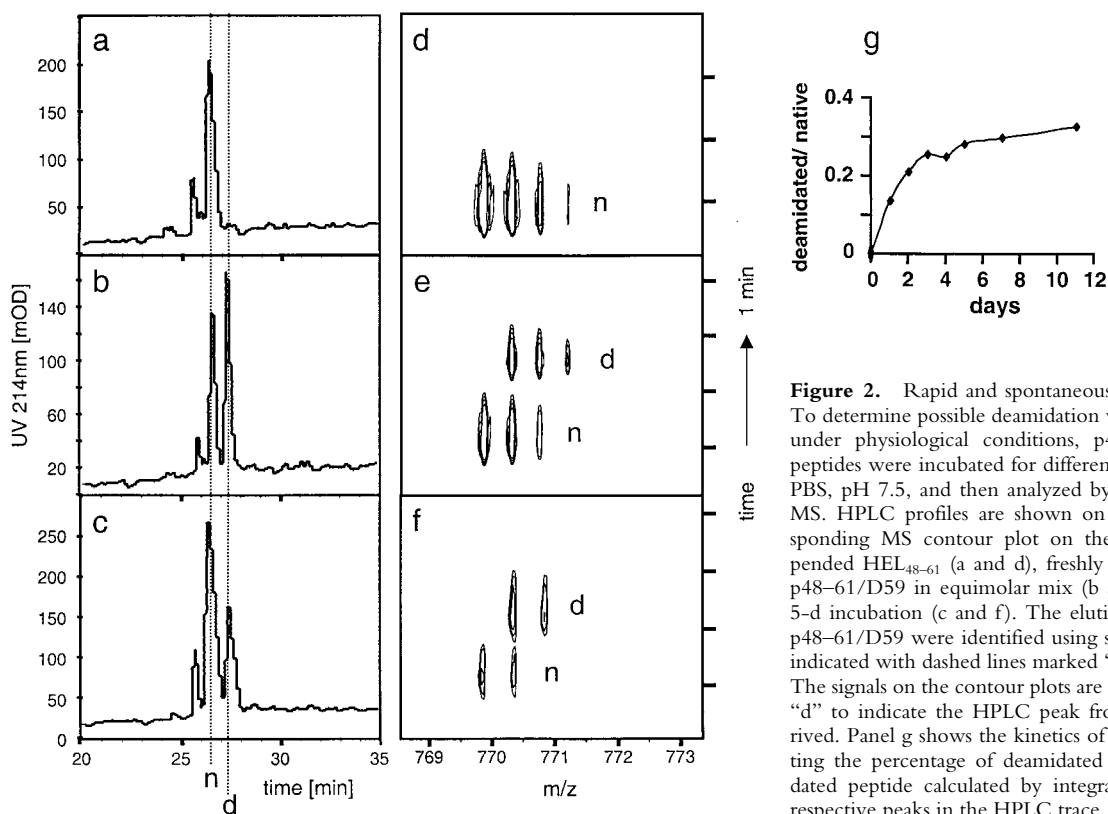 a
200
150
100
50
0
b
140
100
60
20
c
250
200
150
100
50
0
UV 214nm [mOD]
20 25 30 35
n time [min]
d
d
n
e
d
n
f
d
n
769 770 771 772 773
m/z
time 1 min
g
0.4
0.2
0
deamidated/ native
0 2 4 6 8 10 12
days
Figure 2. Rapid and spontaneous
To determine possible deamidation
under physiological conditions,
peptides were incubated for
PBS, pH 7.5, and then analyzed by
MS. HPLC profiles are shown on
sponding MS contour plot on the
pended HEL48–61 (a and d), freshly
p48–61/D59 in equimolar mix (b
5-d incubation (c and f). The
p48–61/D59 were identified using
indicated with dashed lines marked “
The signals on the contour plots are
“d” to indicate the HPLC peak
rived. Panel g shows the kinetics of
ting the percentage of deamidated
dated peptide calculated by
respective peaks in the HPLC trace